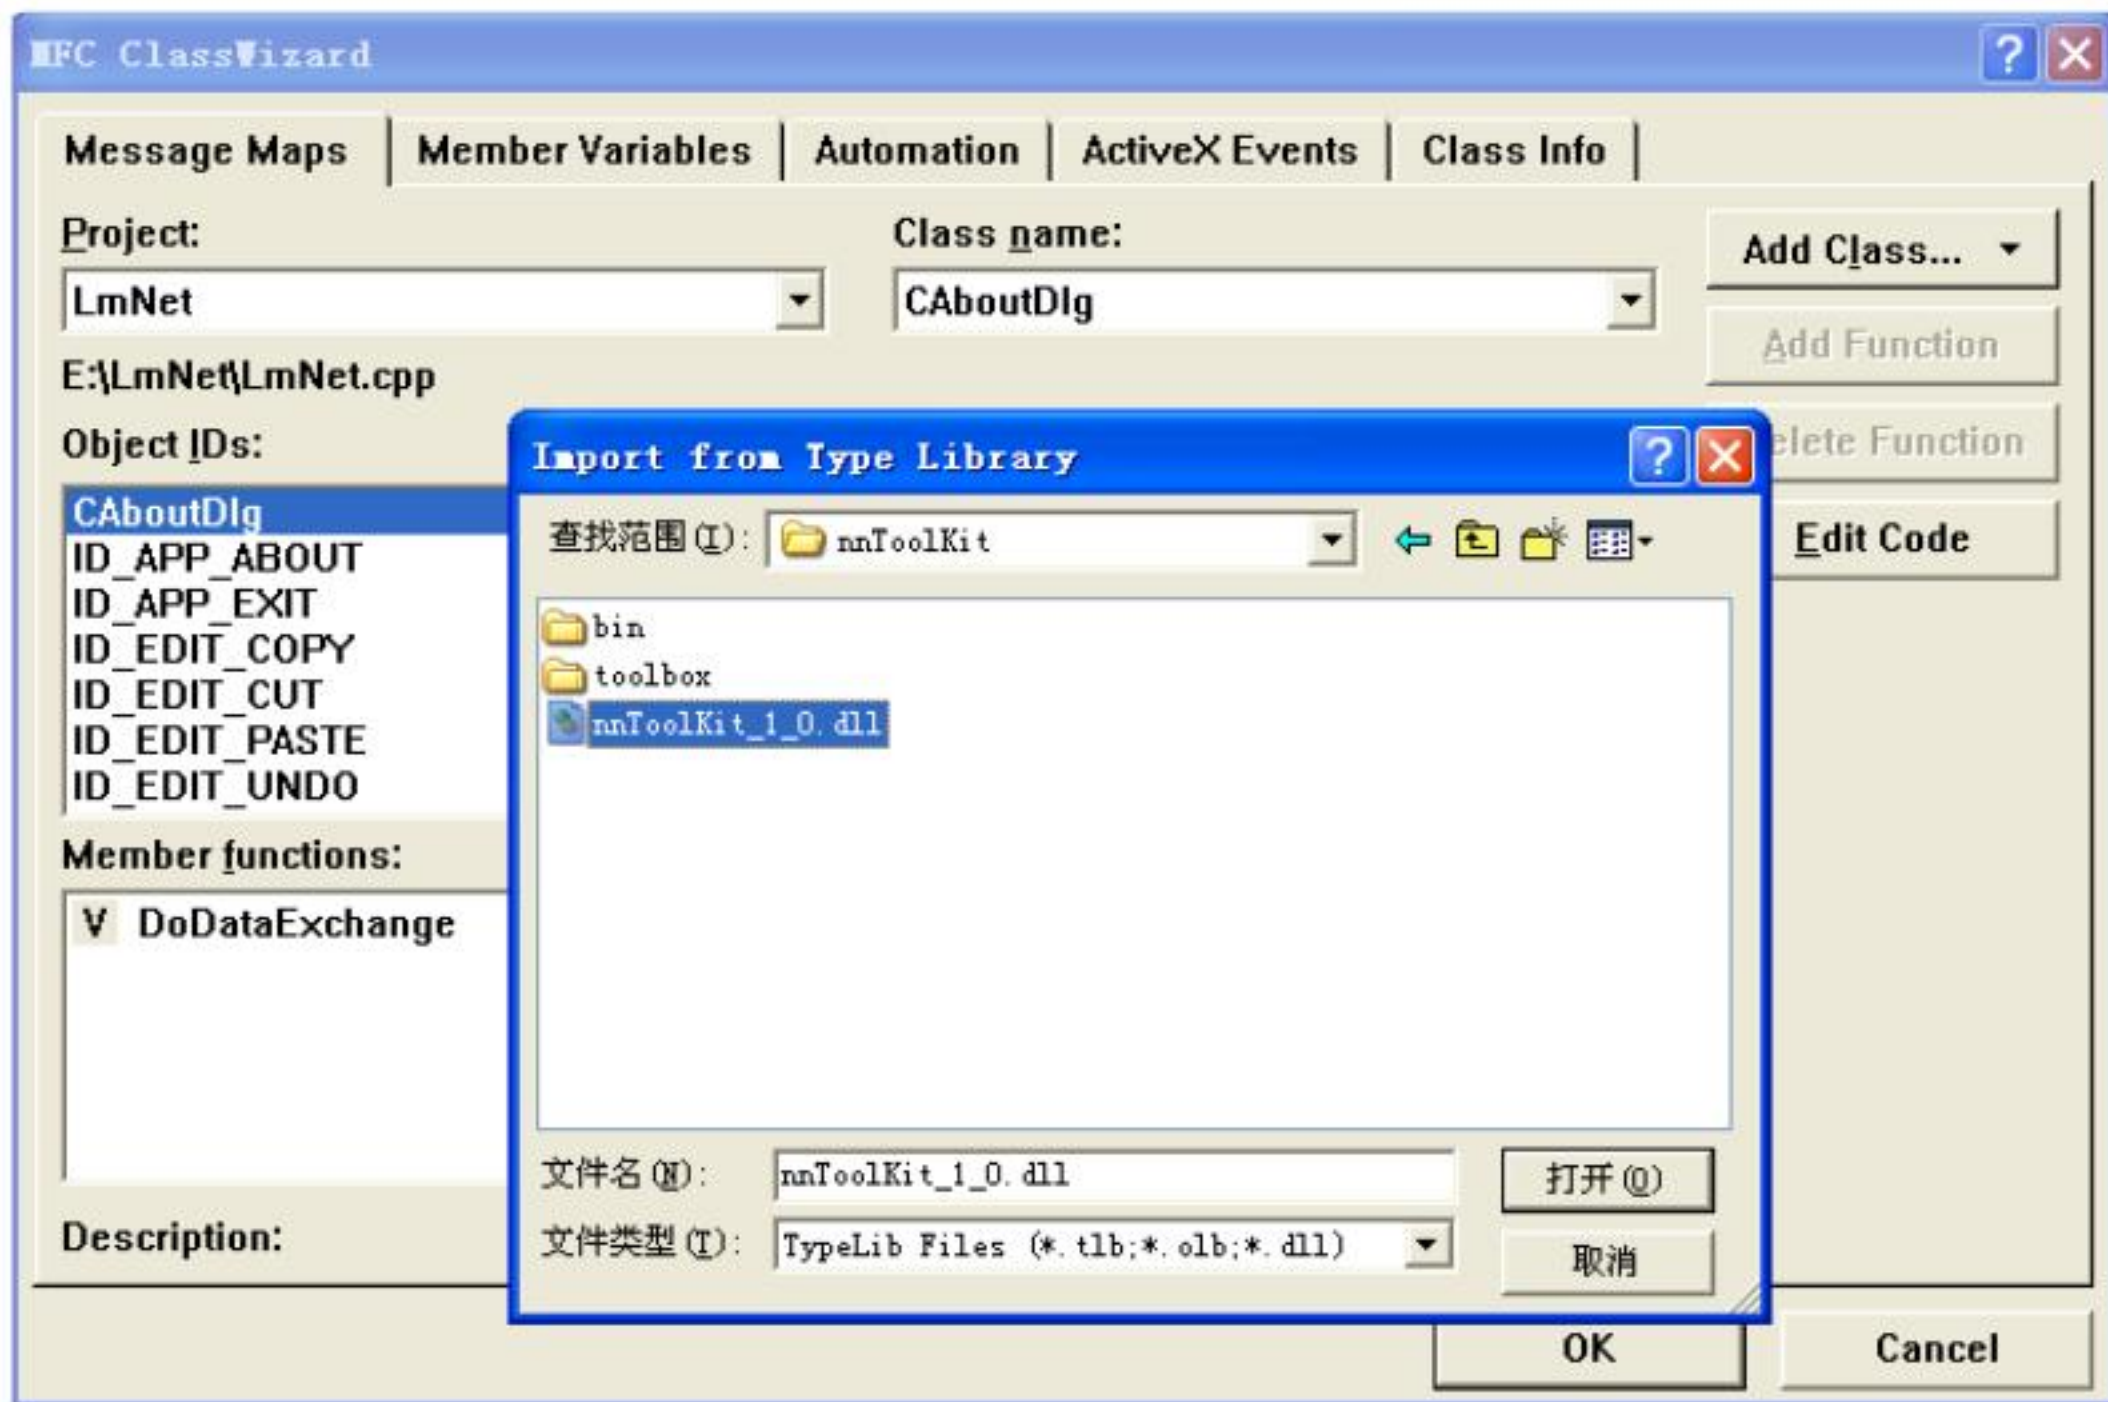 MFC ClassWizard
Message Maps
Member Variables
Automation
ActiveX Events
Class Info
Project:
Class name:
Add Class...
LmNet
CAboutDlg
Add Function
E:\LmNet\LmNet.cpp
Object IDs:
elete Function
CAboutDlg
ID_APP_ABOUT
ID_APP_EXIT
ID_EDIT_COPY
ID_EDIT_CUT
ID_EDIT_PASTE
ID_EDIT_UNDO
Edit Code
Member functions:
V DoDataExchange
Description:
Import from Type Library
查找范围(I):
nnToolKit
bin
toolbox
nnToolKit_1_0.dll
文件名(N):
nnToolKit_1_0.dll
打开(O)
文件类型(T):
TypeLib Files (*.tlb;*.olb;*.dll)
取消
OK
Cancel